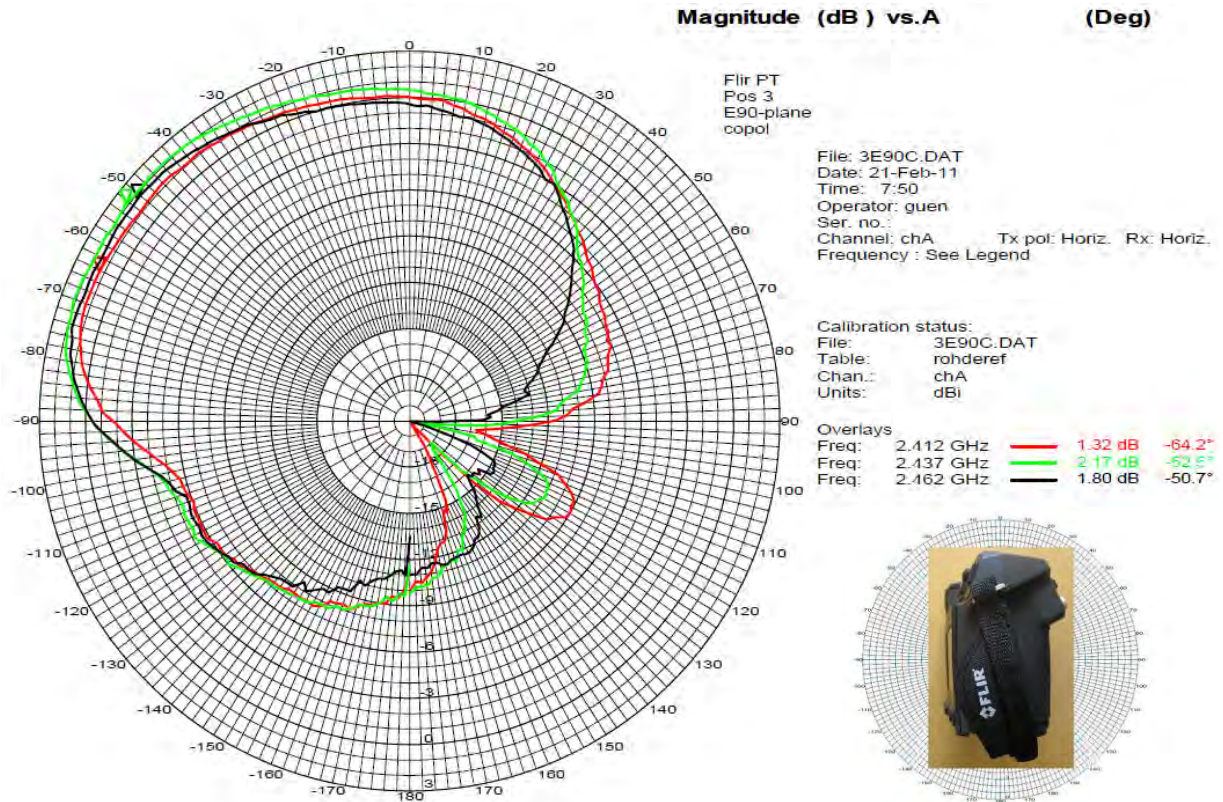 Magnitude (dB ) vs.A (Deg)
Flir PT
Pos 3
E90-plane
copol
File: 3E90C.DAT
Date: 21-Feb-11
Time: 7:50
Operator: guen
Ser. no.:
Channel: chA Tx pol: Horiz. Rx: Horiz.
Frequency : See Legend
Calibration status:
File: 3E90C.DAT
Table: rohderef
Chan.: chA
Units: dBi
Overlays
Freq: 2.412 GHz 1.32 dB -64.2°
Freq: 2.437 GHz 2.17 dB
Freq: 2.462 GHz 1.80 dB -50.7°
0
-10
10
-20
20
-30
30
-40
40
-50
50
-60
60
-70
70
-80
80
-90
90
-100
100
-110
110
-120
120
-130
130
-140
140
-150
150
-160
160
-170
170
180
-15
-12
-9
-6
-3
0
3
FLIR